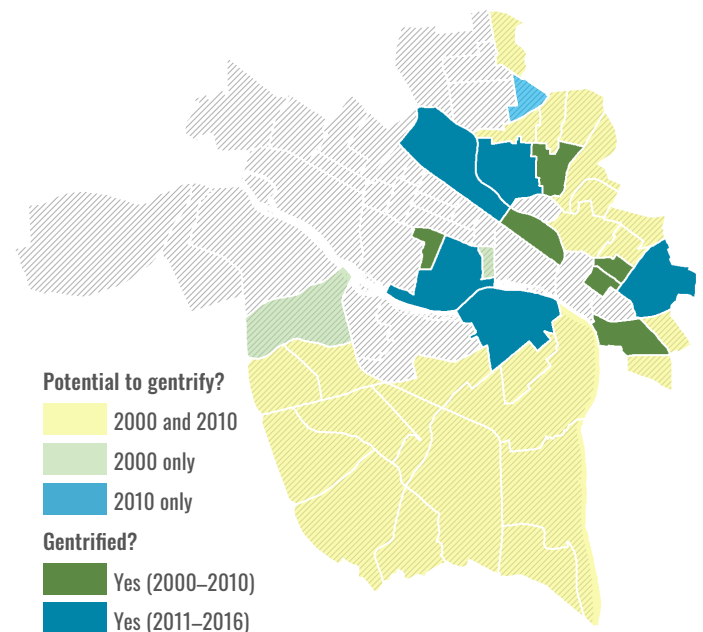 Potential to gentrify?
2000 and 2010
2000 only
2010 only
Gentrified?
Yes (2000–2010)
Yes (2011–2016)